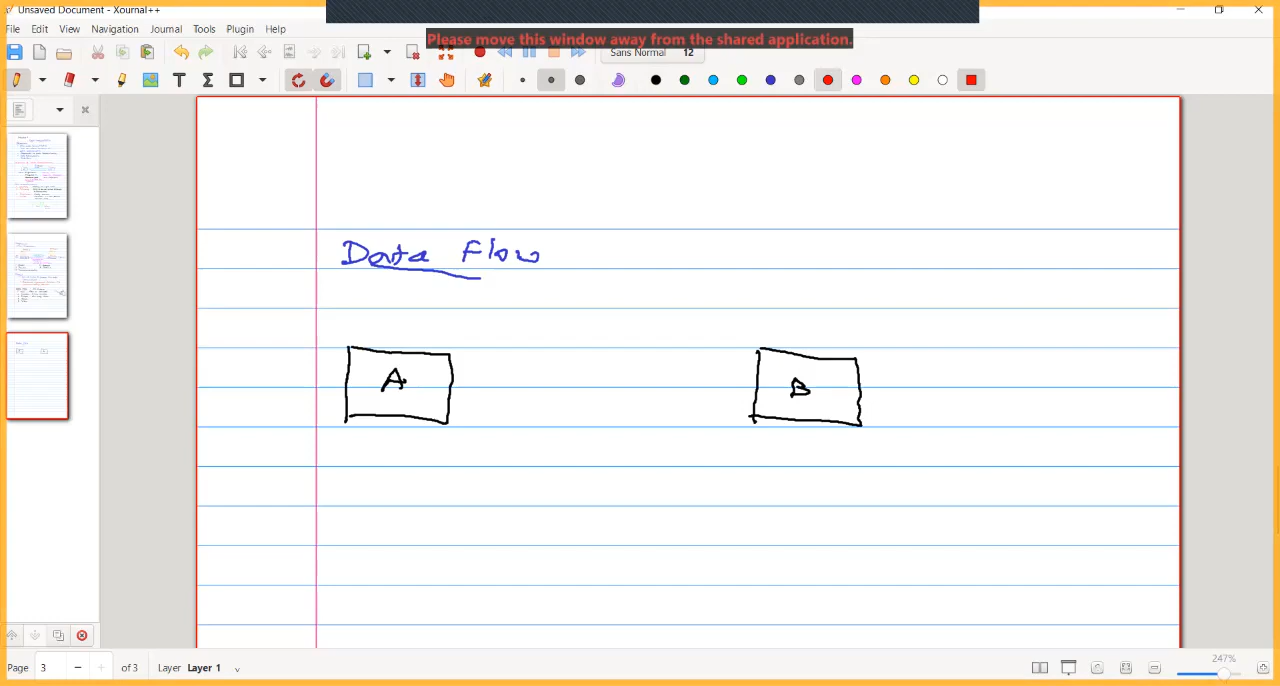 Unsaved Document - Xournal++
File Edit View Navigation Journal Tools Plugin Help
Please move this window away from the shared application.
Sans Normal 12
Data Flow
A B
Page 3 of 3 Layer Layer 1 247%